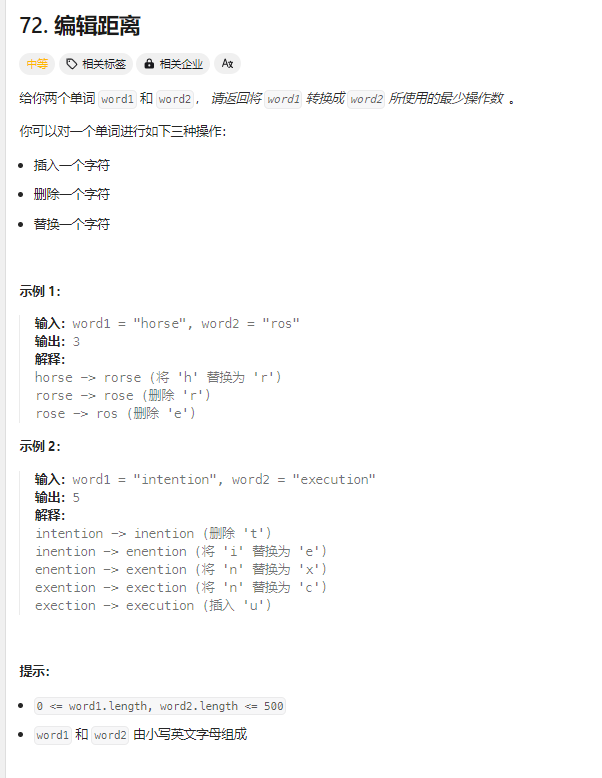 72. 编辑距离
中等 相关标签 相关企业 Aあ
给你两个单词 word1 和 word2， 请返回将 word1 转换成 word2 所使用的最少操作数 。
你可以对一个单词进行如下三种操作：
• 插入一个字符
• 删除一个字符
• 替换一个字符
示例 1：
输入：word1 = "horse", word2 = "ros"
输出：3
解释：
horse -> rorse (将 'h' 替换为 'r')
rorse -> rose (删除 'r')
rose -> ros (删除 'e')
示例 2：
输入：word1 = "intention", word2 = "execution"
输出：5
解释：
intention -> inention (删除 't')
inention -> enention (将 'i' 替换为 'e')
enention -> exention (将 'n' 替换为 'x')
exention -> exection (将 'n' 替换为 'c')
exection -> execution (插入 'u')
提示：
• 0 <= word1.length, word2.length <= 500
• word1 和 word2 由小写英文字母组成